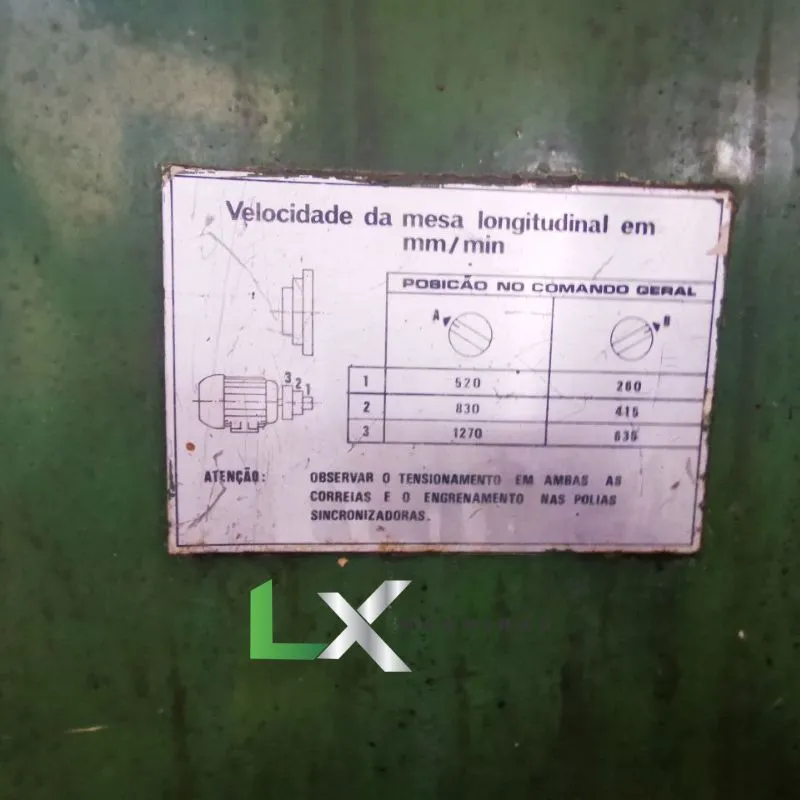 Velocidade da mesa longitudinal em
mm/min
POSICÃO NO COMANDO GERAL
A B
3 2 1
1 520 260
2 830 415
3 1270 635
ATENÇÃO: OBSERVAR O TENSIONAMENTO EM AMBAS AS
CORREIAS E O ENGRENAMENTO NAS POLIAS
SINCRONIZADORAS.
LX